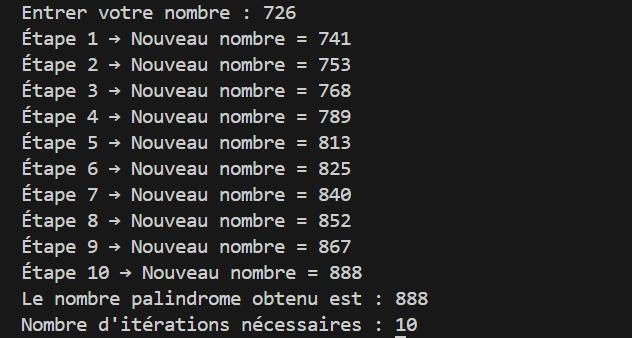 Entrer votre nombre : 726
Étape 1 → Nouveau nombre = 741
Étape 2 → Nouveau nombre = 753
Étape 3 → Nouveau nombre = 768
Étape 4 → Nouveau nombre = 789
Étape 5 → Nouveau nombre = 813
Étape 6 → Nouveau nombre = 825
Étape 7 → Nouveau nombre = 840
Étape 8 → Nouveau nombre = 852
Étape 9 → Nouveau nombre = 867
Étape 10 → Nouveau nombre = 888
Le nombre palindrome obtenu est : 888
Nombre d'itérations nécessaires : 10